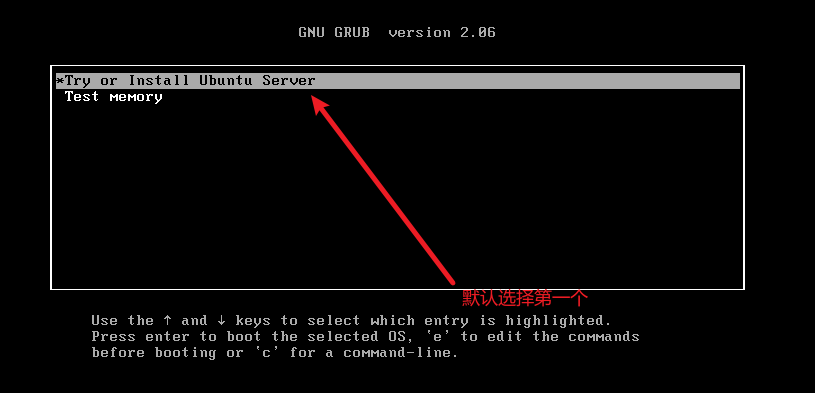 GNU GRUB version 2.06
*Try or Install Ubuntu Server
Test memory
默认选择第一个
Use the ↑ and ↓ keys to select which entry is highlighted.
Press enter to boot the selected OS, `e' to edit the commands
before booting or `c' for a command-line.